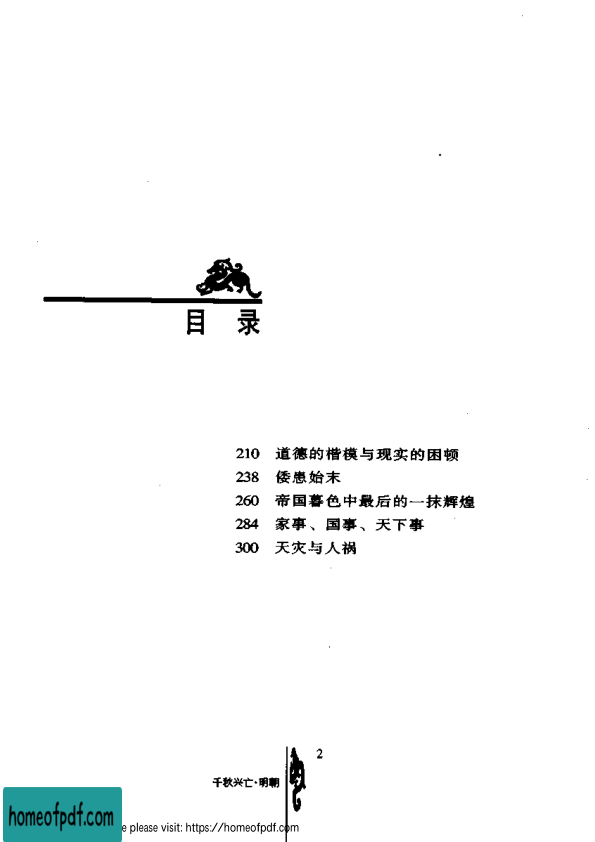 目 录
210 道德的楷模与现实的困顿
238 倭患始末
260 帝国暮色中最后的一抹辉煌
284 家事、国事、天下事
300 天灾与人祸
2
千秋兴亡·明朝
homeofpdf.com
e please visit: https://homeofpdf.com